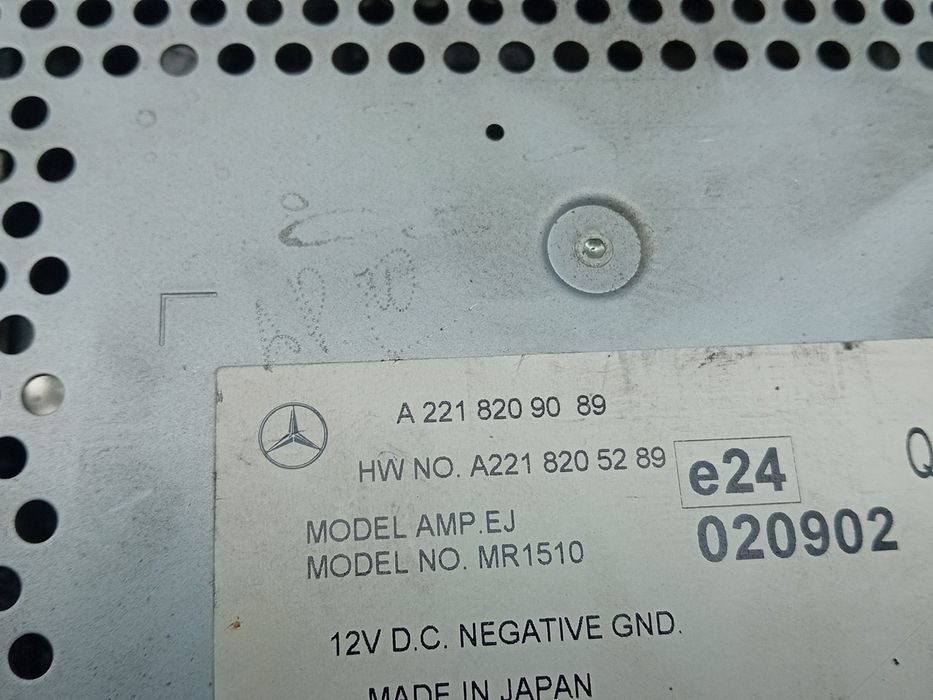 A 221 820 90 89
HW NO. A221 820 52 89
e24
Q
MODEL AMP.EJ
MODEL NO. MR1510
020902
12V D.C. NEGATIVE GND.
MADE IN JAPAN